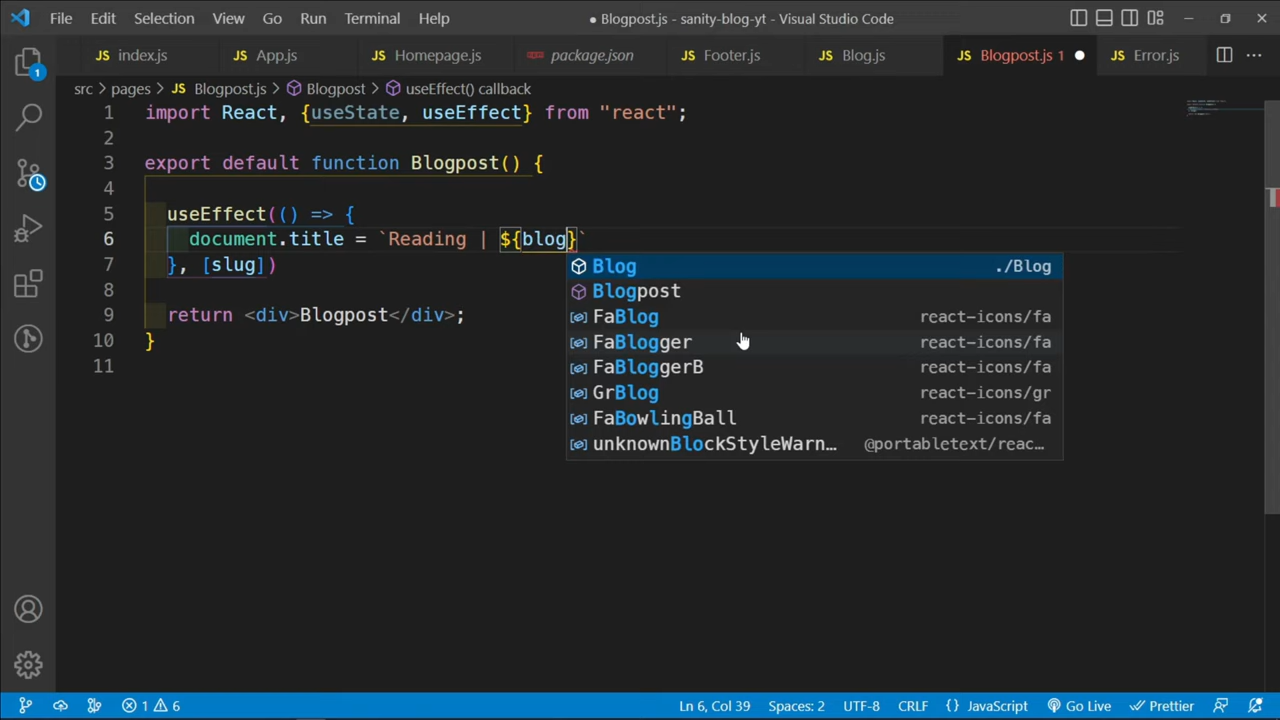 File Edit Selection View Go Run Terminal Help
● Blogpost.js - sanity-blog-yt - Visual Studio Code
JS index.js JS App.js JS Homepage.js package.json JS Footer.js JS Blog.js JS Blogpost.js 1 ● JS Error.js
src > pages > JS Blogpost.js > Blogpost > useEffect() callback
1 import React, {useState, useEffect} from "react";
2
3 export default function Blogpost() {
4
5 useEffect(() => {
6 document.title = `Reading | ${blog}`
7 }, [slug])
8
9 return <div>Blogpost</div>;
10 }
11
Blog ./Blog
Blogpost
FaBlog react-icons/fa
FaBlogger react-icons/fa
FaBloggerB react-icons/fa
GrBlog react-icons/gr
FaBowlingBall react-icons/fa
unknownBlockStyleWarn… @portabletext/reac…
1
1 6 Ln 6, Col 39 Spaces: 2 UTF-8 CRLF {} JavaScript Go Live Prettier